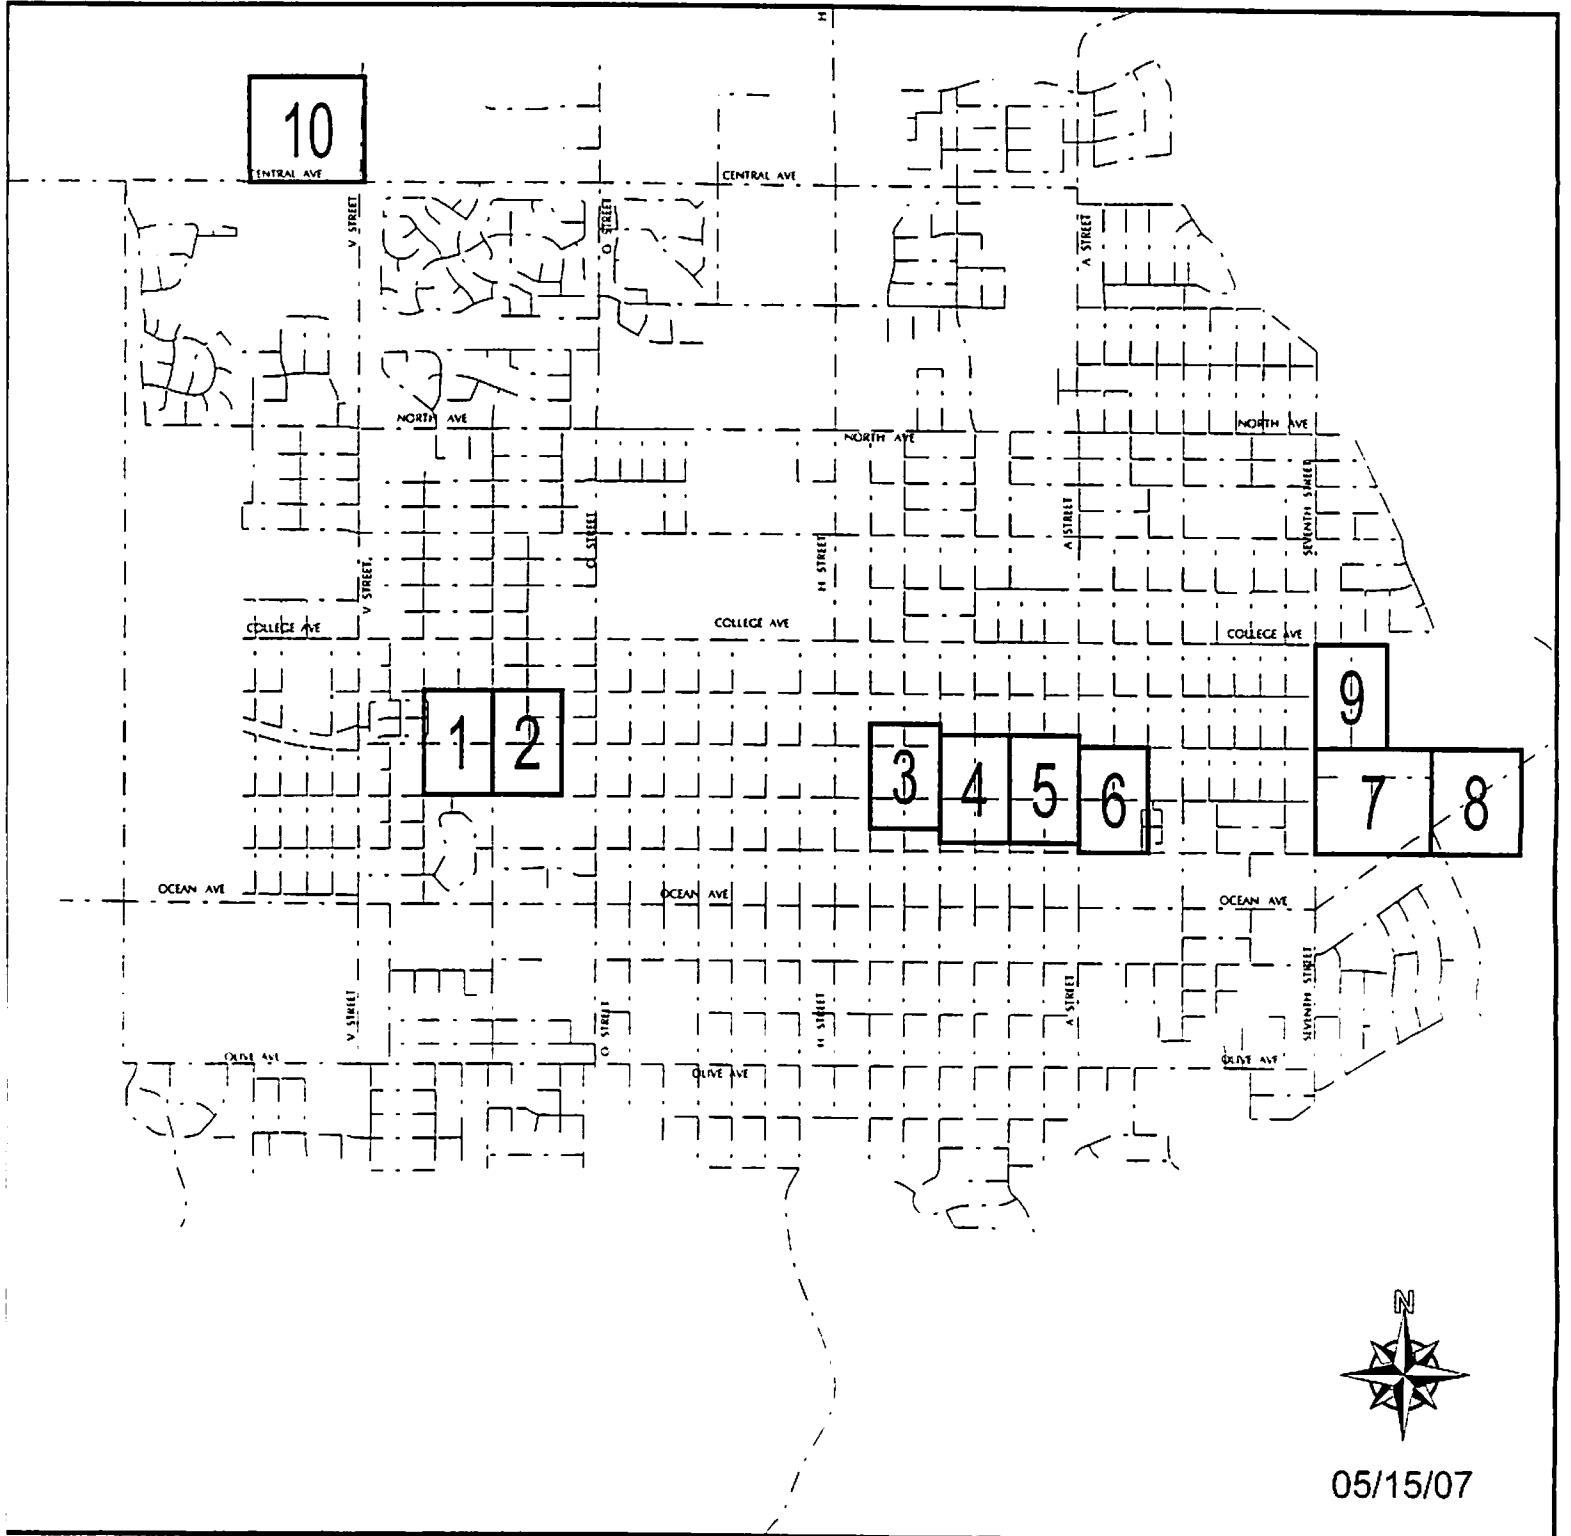 H
10
ENTRAL AVE
CENTRAL AVE
V STREET
O STREET
A STREET
NORTH AVE
NORTH AVE
NORTH AVE
SEVENTH STREET
A STREET
O STREET
H STREET
V STREET
COLLEGE AVE
COLLEGE AVE
COLLEGE AVE
1
2
3
4
5
6
7
8
9
OCEAN AVE
OCEAN AVE
OCEAN AVE
V STREET
O STREET
H STREET
A STREET
SEVENTH STREET
OLIVE AVE
OLIVE AVE
OLIVE AVE
N
05/15/07